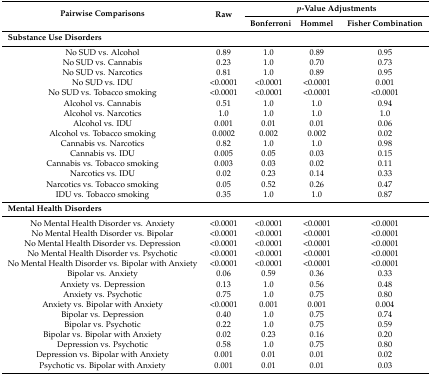 Pairwise Comparisons Raw p-Value Adjustments
Bonferroni Hommel Fisher Combination
Substance Use Disorders
No SUD vs. Alcohol 0.89 1.0 0.89 0.95
No SUD vs. Cannabis 0.23 1.0 0.70 0.73
No SUD vs. Narcotics 0.81 1.0 0.89 0.95
No SUD vs. IDU <0.0001 <0.0001 <0.0001 0.001
No SUD vs. Tobacco smoking <0.0001 <0.0001 <0.0001 <0.0001
Alcohol vs. Cannabis 0.51 1.0 1.0 0.94
Alcohol vs. Narcotics 1.0 1.0 1.0 1.0
Alcohol vs. IDU 0.001 0.01 0.01 0.06
Alcohol vs. Tobacco smoking 0.0002 0.002 0.002 0.02
Cannabis vs. Narcotics 0.82 1.0 1.0 0.98
Cannabis vs. IDU 0.005 0.05 0.03 0.15
Cannabis vs. Tobacco smoking 0.003 0.03 0.02 0.11
Narcotics vs. IDU 0.02 0.23 0.14 0.33
Narcotics vs. Tobacco smoking 0.05 0.52 0.26 0.47
IDU vs. Tobacco smoking 0.35 1.0 1.0 0.87
Mental Health Disorders
No Mental Health Disorder vs. Anxiety <0.0001 <0.0001 <0.0001 <0.0001
No Mental Health Disorder vs. Bipolar <0.0001 <0.0001 <0.0001 <0.0001
No Mental Health Disorder vs. Depression <0.0001 <0.0001 <0.0001 <0.0001
No Mental Health Disorder vs. Psychotic <0.0001 <0.0001 <0.0001 <0.0001
No Mental Health Disorder vs. Bipolar with Anxiety <0.0001 <0.0001 <0.0001 <0.0001
Bipolar vs. Anxiety 0.06 0.59 0.36 0.33
Anxiety vs. Depression 0.13 1.0 0.56 0.48
Anxiety vs. Psychotic 0.75 1.0 0.75 0.80
Anxiety vs. Bipolar with Anxiety <0.0001 0.001 0.001 0.004
Bipolar vs. Depression 0.40 1.0 0.75 0.74
Bipolar vs. Psychotic 0.22 1.0 0.75 0.59
Bipolar vs. Bipolar with Anxiety 0.02 0.23 0.16 0.20
Depression vs. Psychotic 0.58 1.0 0.75 0.80
Depression vs. Bipolar with Anxiety 0.001 0.01 0.01 0.02
Psychotic vs. Bipolar with Anxiety 0.001 0.01 0.01 0.03